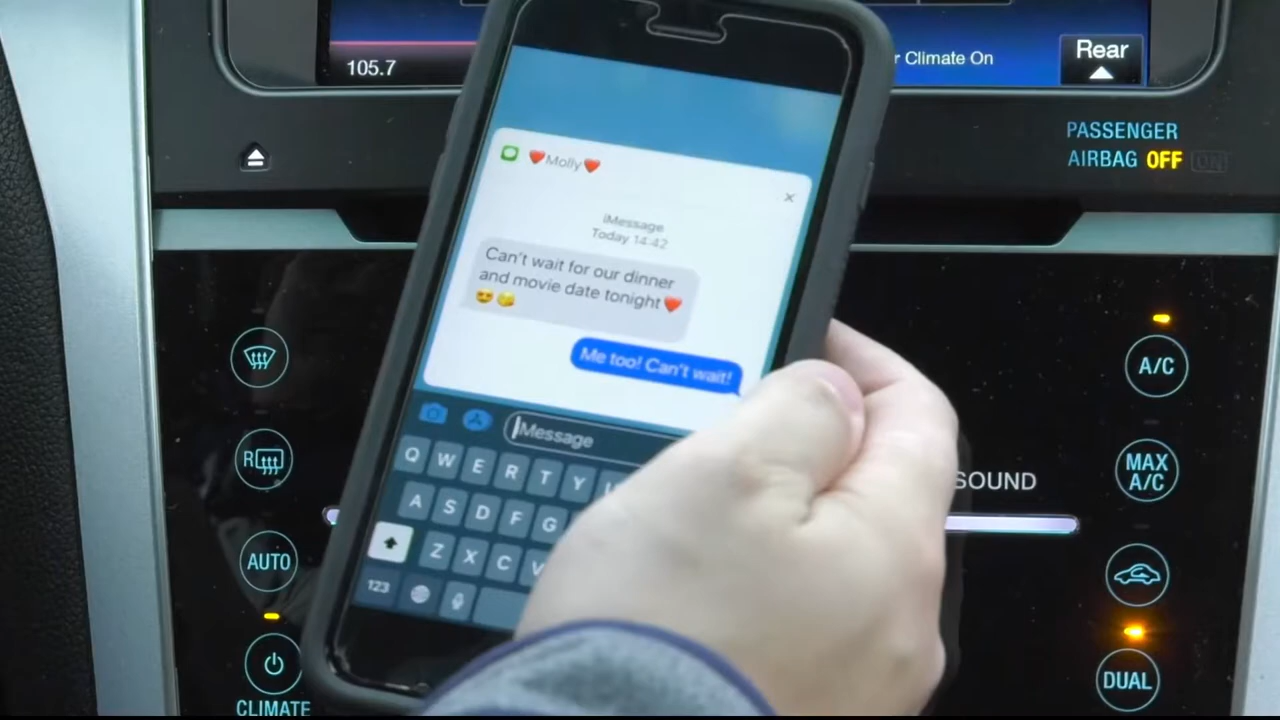 105.7
r Climate On
Rear
PASSENGER
AIRBAG OFF ON
❤️Molly❤️
iMessage
Today 14:42
Can't wait for our dinner
and movie date tonight❤️
😍😘
Me too! Can't wait!
iMessage
Q W E R T Y U
A S D F G
Z X C V
123
R
AUTO
CLIMATE
SOUND
A/C
MAX
A/C
DUAL